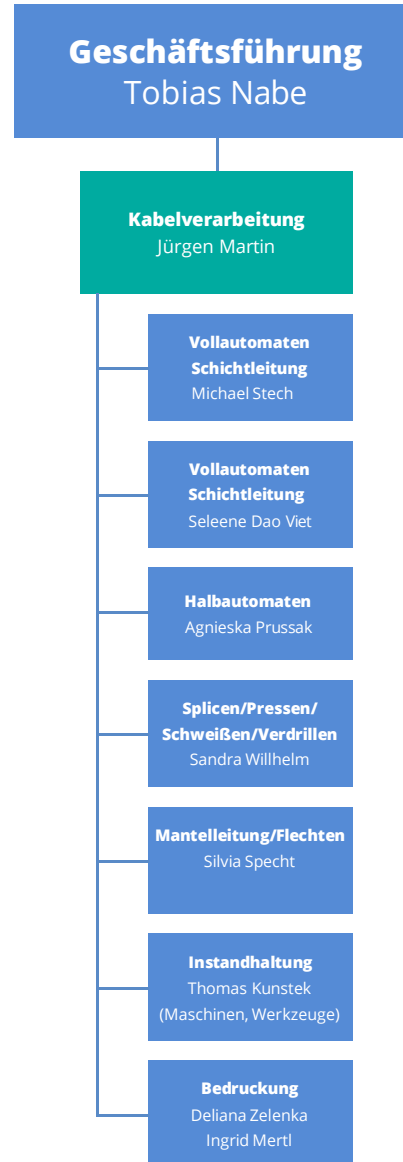 Geschäftsführung
Tobias Nabe
Kabelverarbeitung
Jürgen Martin
Vollautomaten
Schichtleitung
Michael Stech
Vollautomaten
Schichtleitung
Seleene Dao Viet
Halbautomaten
Agnieska Prussak
Splicen/Pressen/
Schweißen/Verdrillen
Sandra Willhelm
Mantelleitung/Flechten
Silvia Specht
Instandhaltung
Thomas Kunstek
(Maschinen, Werkzeuge)
Bedruckung
Deliana Zelenka
Ingrid Mertl